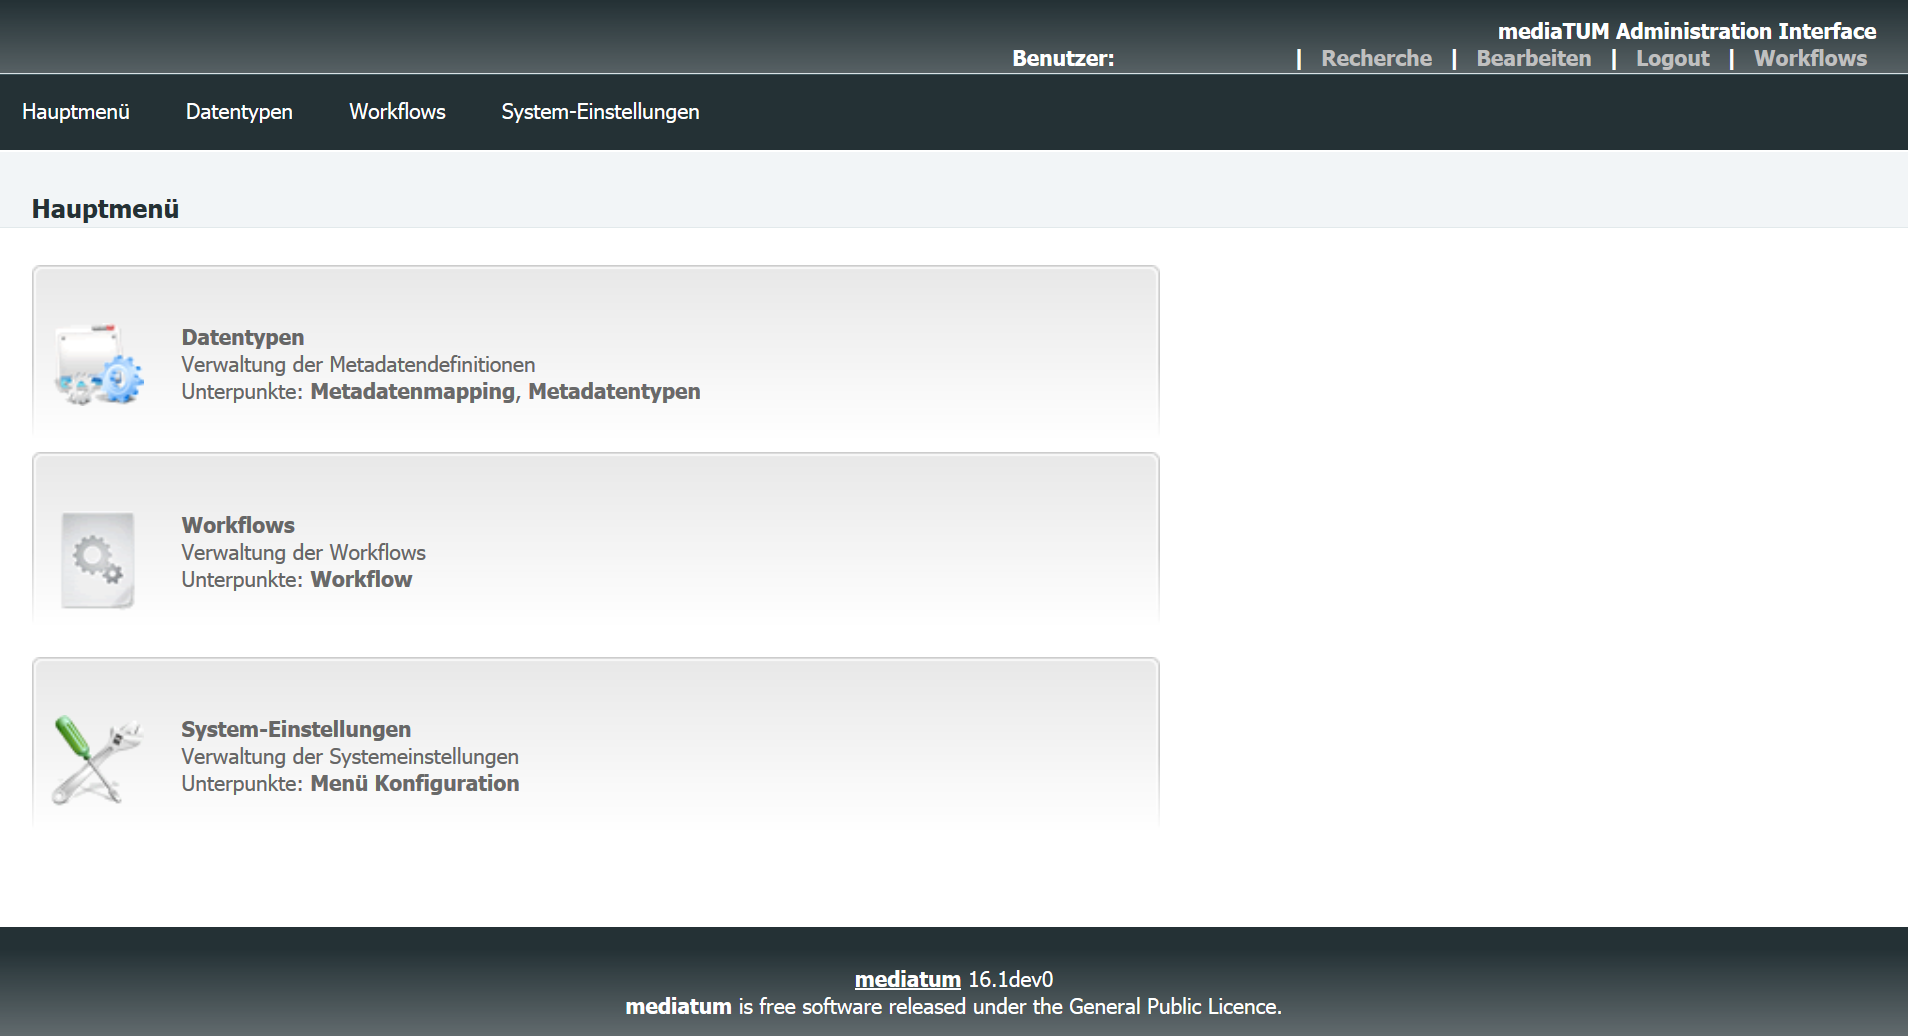 mediaTUM Administration Interface
Benutzer: | Recherche | Bearbeiten | Logout | Workflows
Hauptmenü Datentypen Workflows System-Einstellungen
Hauptmenü
Datentypen
Verwaltung der Metadatendefinitionen
Unterpunkte: Metadatenmapping, Metadatentypen
Workflows
Verwaltung der Workflows
Unterpunkte: Workflow
System-Einstellungen
Verwaltung der Systemeinstellungen
Unterpunkte: Menü Konfiguration
mediatum 16.1dev0
mediatum is free software released under the General Public Licence.